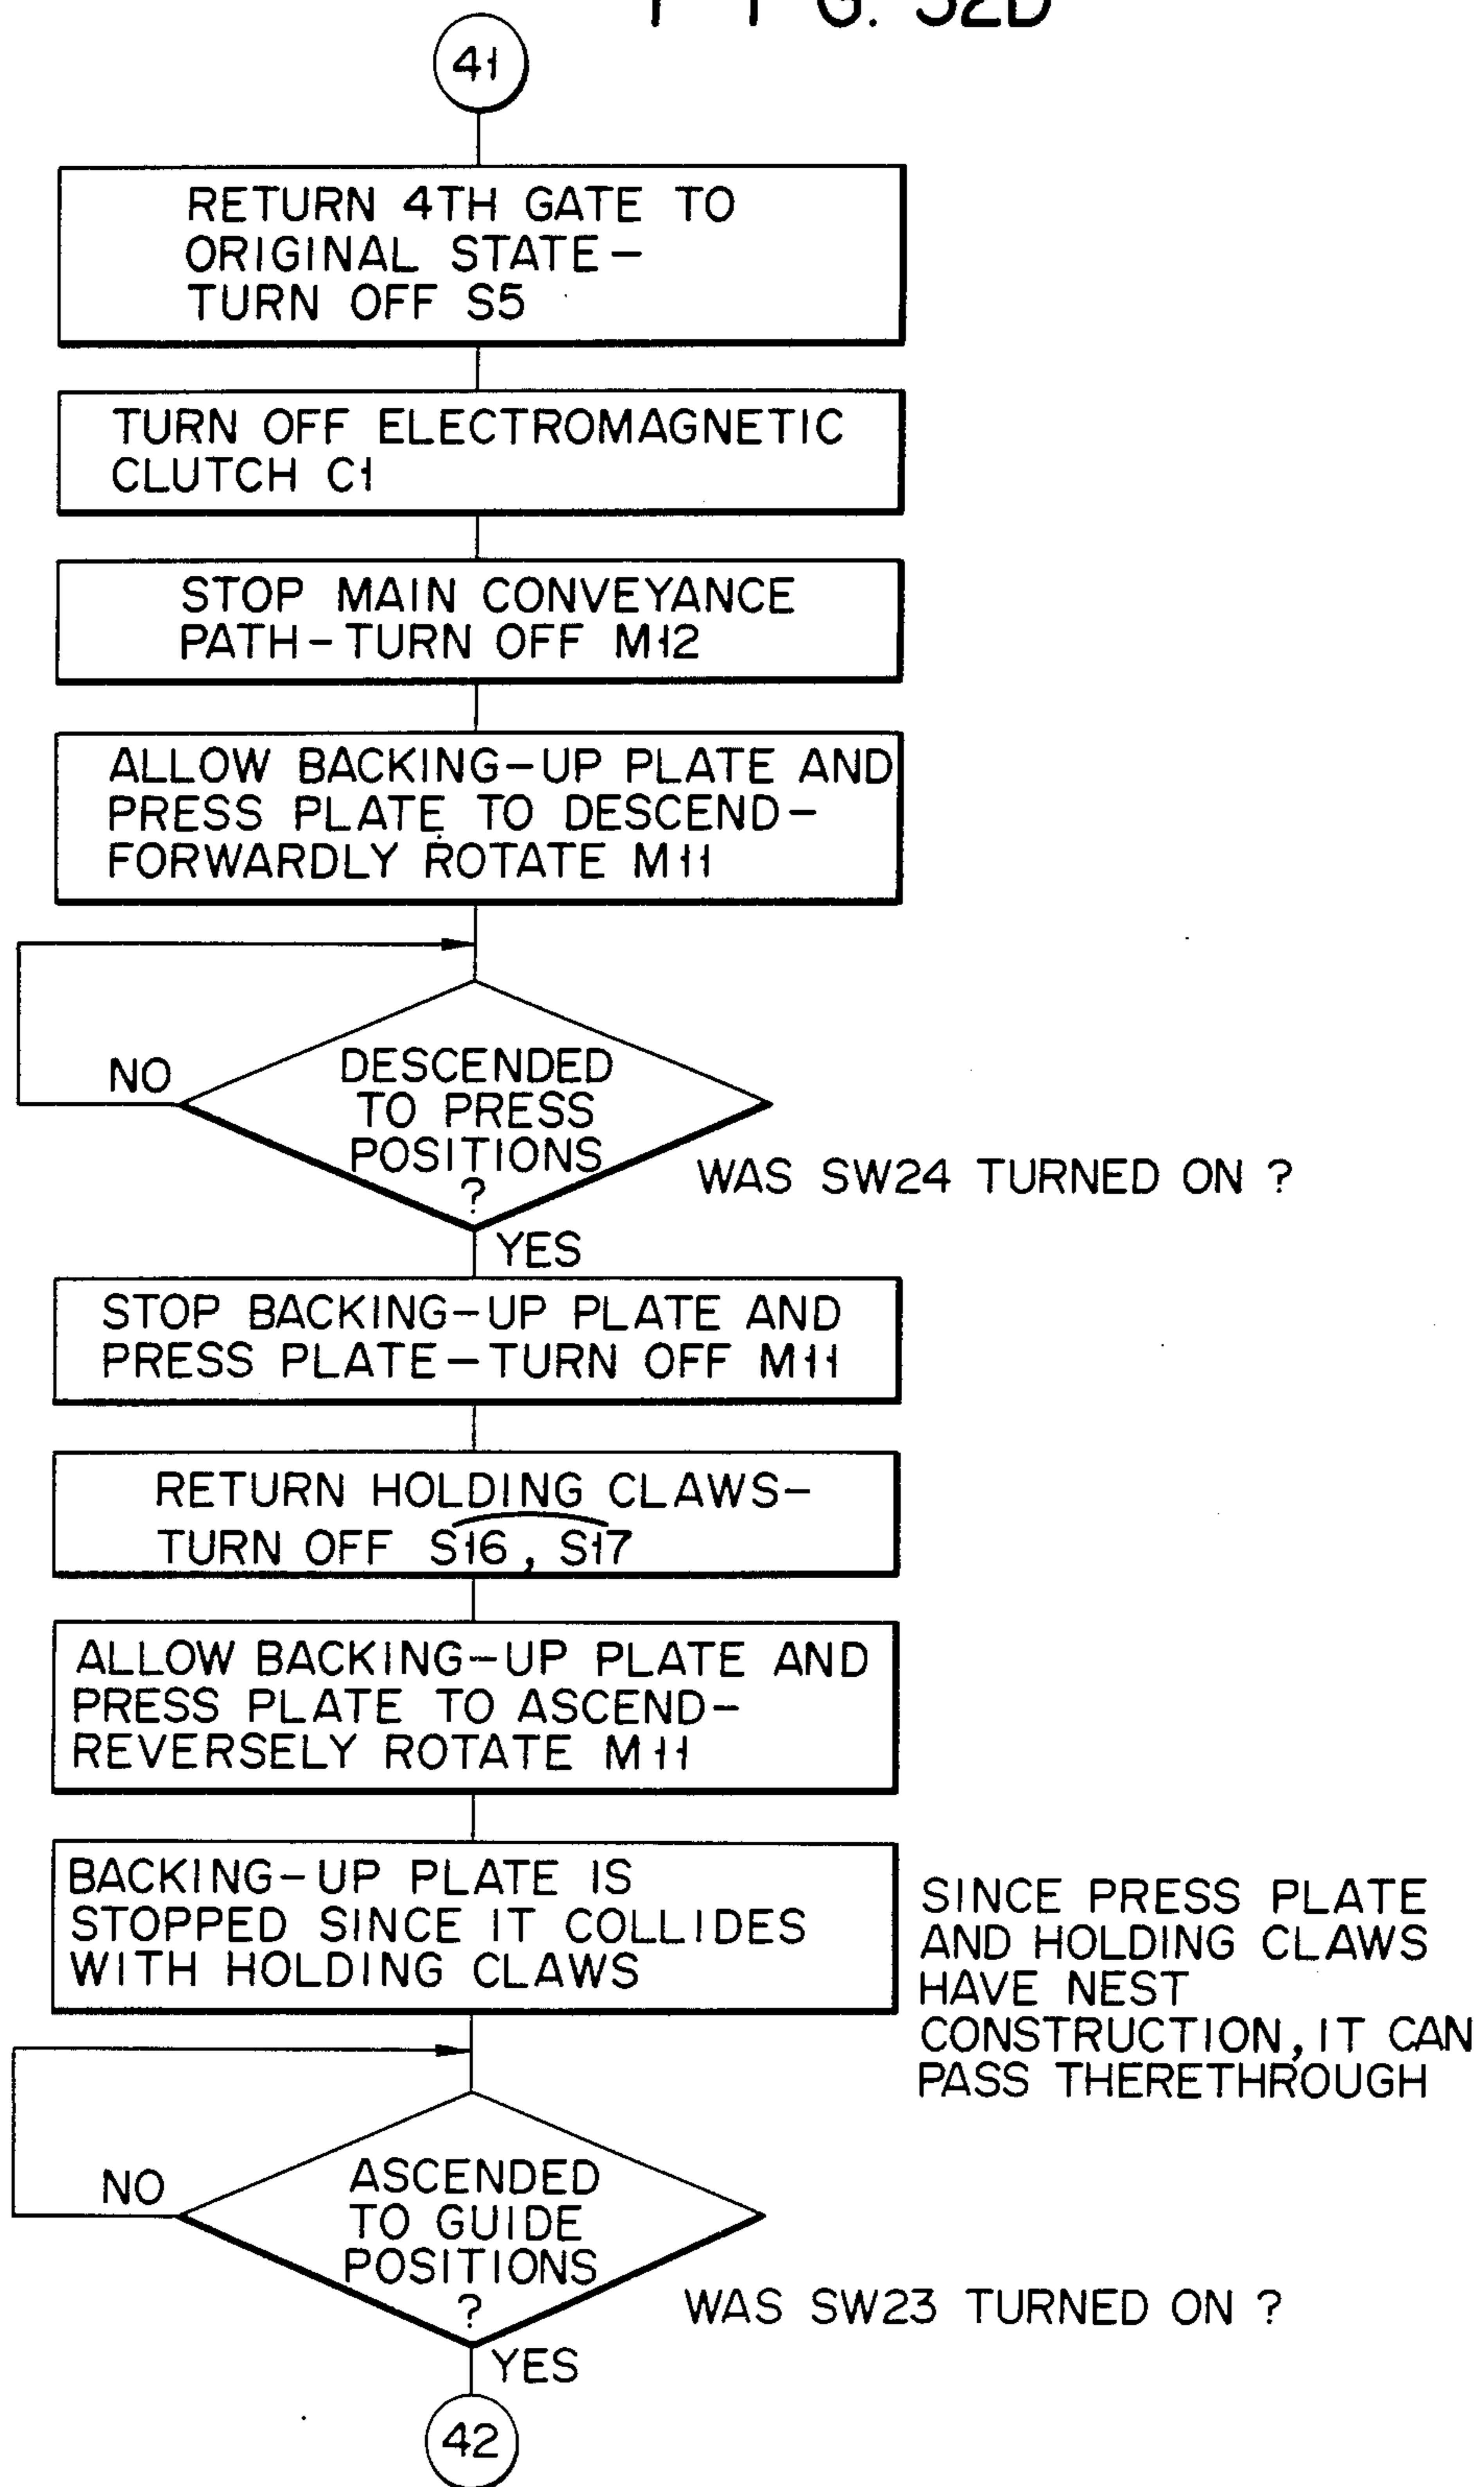 F I G. 52D
41
RETURN 4TH GATE TO
ORIGINAL STATE-
TURN OFF S5
TURN OFF ELECTROMAGNETIC
CLUTCH C1
STOP MAIN CONVEYANCE
PATH-TURN OFF M12
ALLOW BACKING-UP PLATE AND
PRESS PLATE TO DESCEND-
FORWARDLY ROTATE M11
NO
DESCENDED
TO PRESS
POSITIONS
?
WAS SW24 TURNED ON ?
YES
STOP BACKING-UP PLATE AND
PRESS PLATE-TURN OFF M11
RETURN HOLDING CLAWS-
TURN OFF S16, S17
ALLOW BACKING-UP PLATE AND
PRESS PLATE TO ASCEND-
REVERSELY ROTATE M11
BACKING-UP PLATE IS
STOPPED SINCE IT COLLIDES
WITH HOLDING CLAWS
SINCE PRESS PLATE
AND HOLDING CLAWS
HAVE NEST
CONSTRUCTION, IT CAN
PASS THERETHROUGH
NO
ASCENDED
TO GUIDE
POSITIONS
?
WAS SW23 TURNED ON ?
YES
42